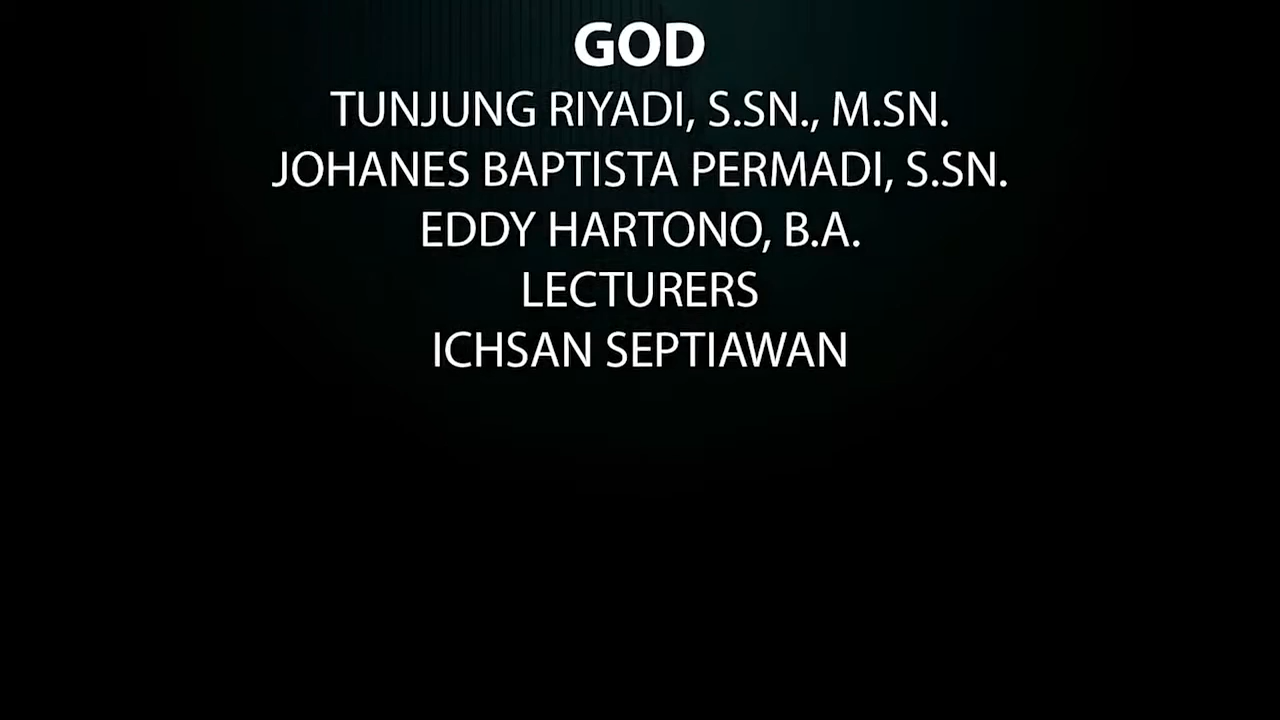 GOD
TUNJUNG RIYADI, S.SN., M.SN.
JOHANES BAPTISTA PERMADI, S.SN.
EDDY HARTONO, B.A.
LECTURERS
ICHSAN SEPTIAWAN